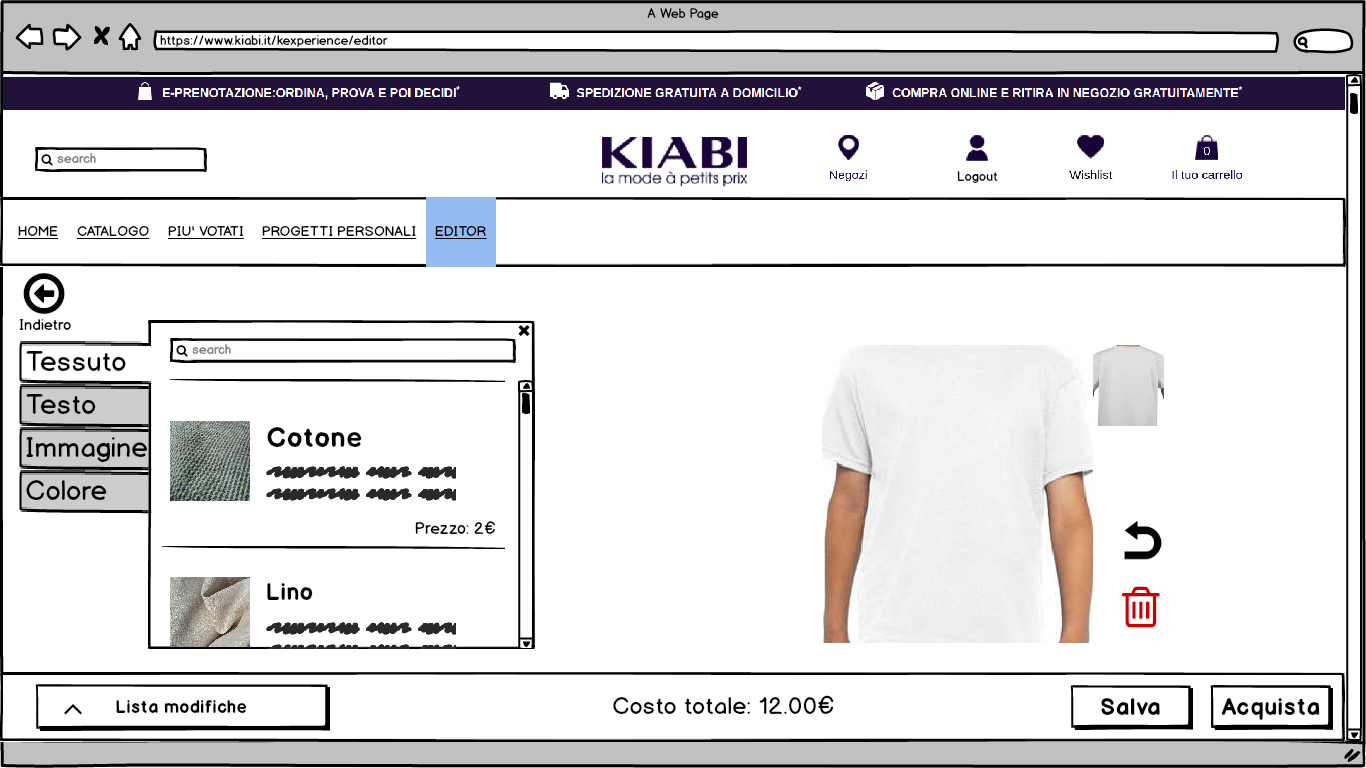 A Web Page
https://www.kiabi.it/kexperience/editor
E-PRENOTAZIONE:ORDINA, PROVA E POI DECIDI*
SPEDIZIONE GRATUITA A DOMICILIO*
COMPRA ONLINE E RITIRA IN NEGOZIO GRATUITAMENTE*
search
KIABI
la mode à petits prix
Negozi
Logout
Wishlist
0
Il tuo carrello
HOME
CATALOGO
PIU' VOTATI
PROGETTI PERSONALI
EDITOR
Indietro
Tessuto
Testo
Immagine
Colore
search
Cotone
Prezzo: 2€
Lino
Lista modifiche
Costo totale: 12.00€
Salva
Acquista